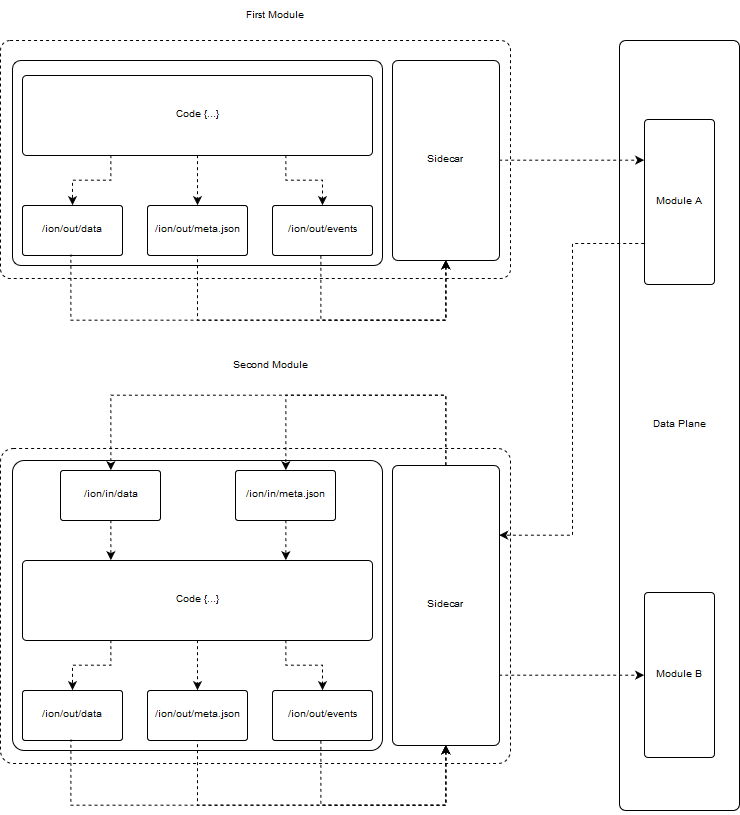 First Module
Code {...}
Sidecar
/ion/out/data
/ion/out/meta.json
/ion/out/events
Module A
Second Module
Data Plane
/ion/in/data
/ion/in/meta.json
Code {...}
Sidecar
/ion/out/data
/ion/out/meta.json
/ion/out/events
Module B